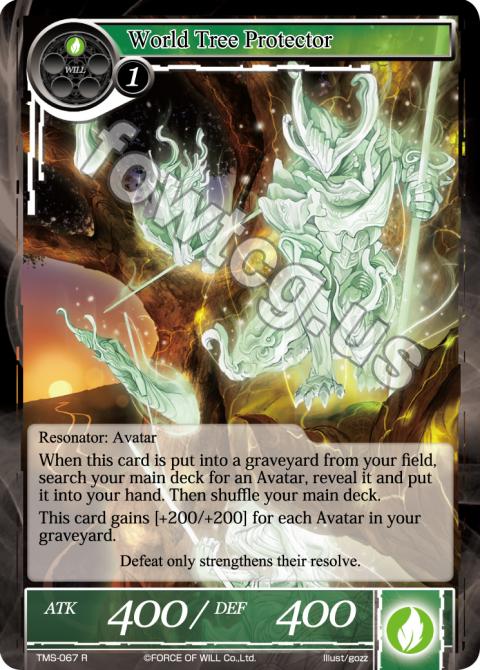 World Tree Protector
WILL
1
fowtcg.us
Resonator: Avatar
When this card is put into a graveyard from your field,
search your main deck for an Avatar, reveal it and put
it into your hand. Then shuffle your main deck.
This card gains [+200/+200] for each Avatar in your
graveyard.
Defeat only strengthens their resolve.
ATK 400/ DEF 400
TMS-067 R ©FORCE OF WILL Co.,Ltd. Illust/gozz